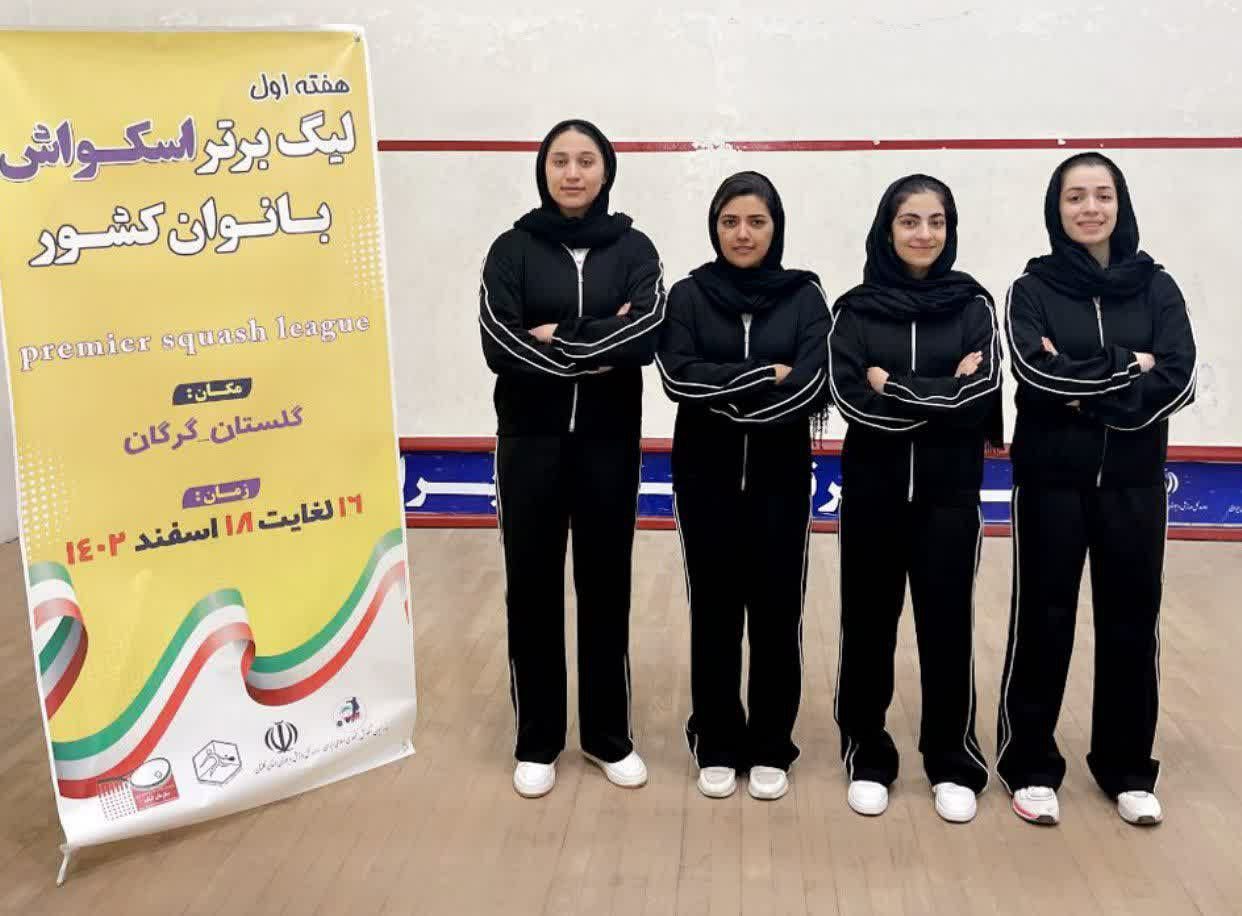 هفته اول
لیگ برتر اسکواش
بانوان کشور
premier squash league
مکان:
گلستان_گرگان
زمان:
۱۶ لغایت ۱۸ اسفند ۱۴۰۲